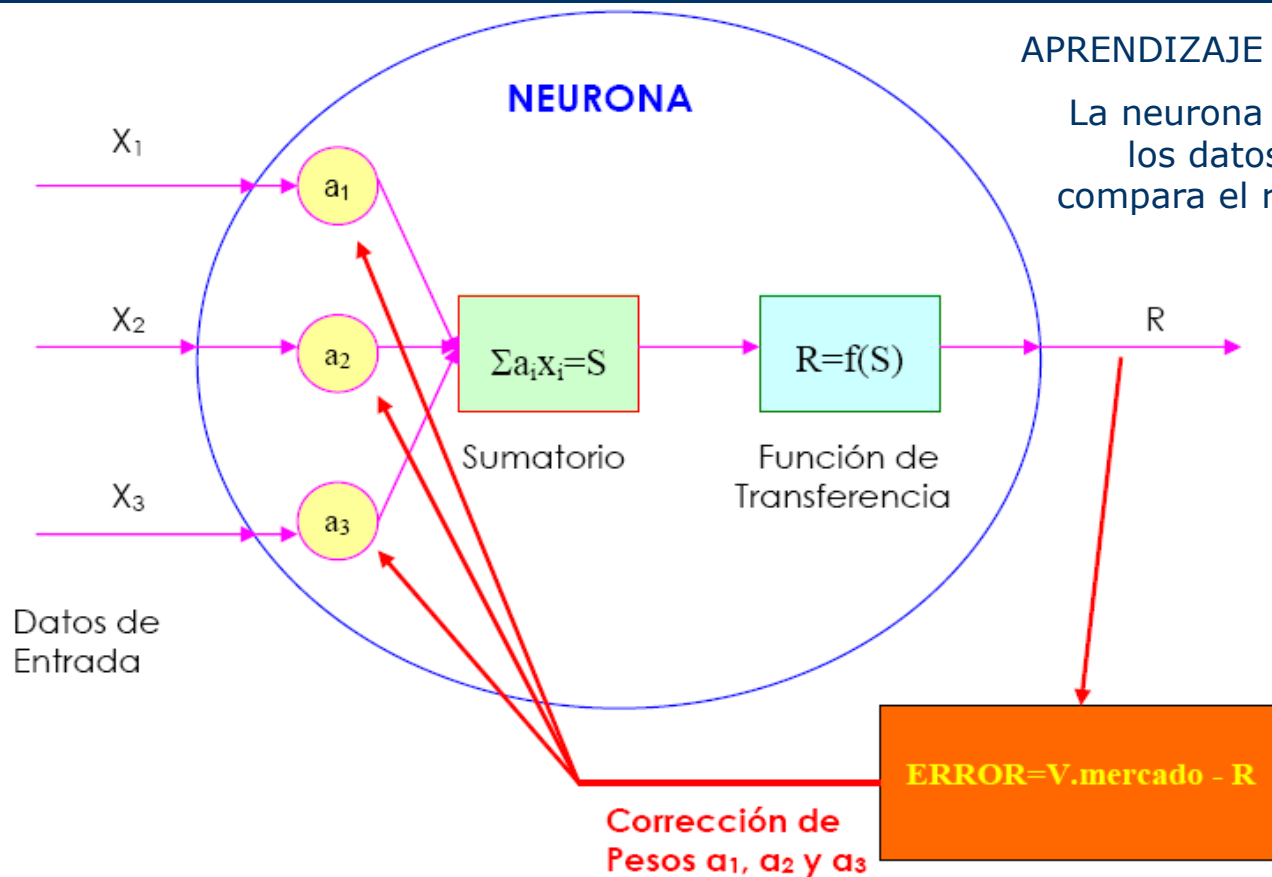 APRENDIZAJE
La neurona
los datos
compara el r
NEURONA
X₁
a₁
X₂
a₂
Σaᵢxᵢ=S
R=f(S)
R
Sumatorio
Función de
Transferencia
X₃
a₃
Datos de
Entrada
ERROR=V.mercado - R
Corrección de
Pesos a₁, a₂ y a₃